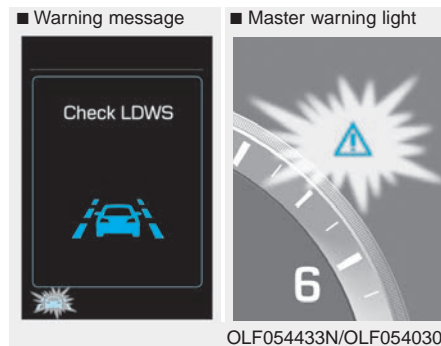 ■ Warning message
■ Master warning light
Check LDWS
6
OLF054433N/OLF054030